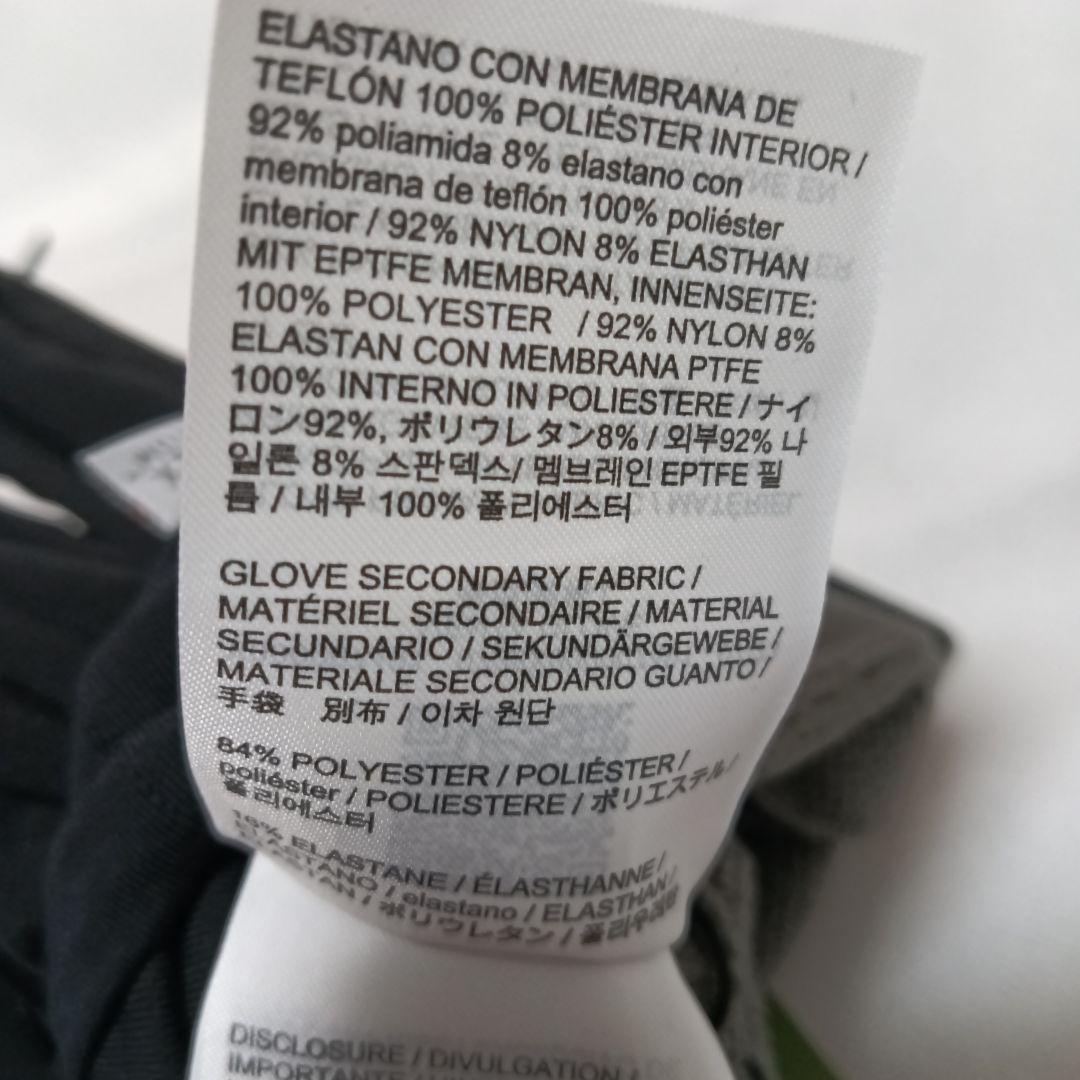 ELASTANO CON MEMBRANA DE
TEFLÓN 100% POLIÉSTER INTERIOR /
92% poliamida 8% elastano con
membrana de teflón 100% poliéster
interior / 92% NYLON 8% ELASTHAN
MIT EPTFE MEMBRAN, INNENSEITE:
100% POLYESTER / 92% NYLON 8%
ELASTAN CON MEMBRANA PTFE
100% INTERNO IN POLIESTERE / ナイ
ロン92%, ポリウレタン8% / 외부92% 나
일론 8% 스판덱스/ 멤브레인 EPTFE 필
름 / 내부 100% 폴리에스터
GLOVE SECONDARY FABRIC /
MATÉRIEL SECONDAIRE / MATERIAL
SECUNDARIO / SEKUNDÄRGEWEBE /
MATERIALE SECONDARIO GUANTO /
手袋 別布 / 이차 원단
84% POLYESTER / POLIÉSTER /
poliéster / POLIESTERE / ポリエステル /
폴리에스터
16% ELASTANE / ÉLASTHANNE /
ELASTANO / elastano / ELASTHAN /
ELASTAN / ポリウレタン / 폴리우레탄
DISCLOSURE / DIVULGATION
IMPORTANTE